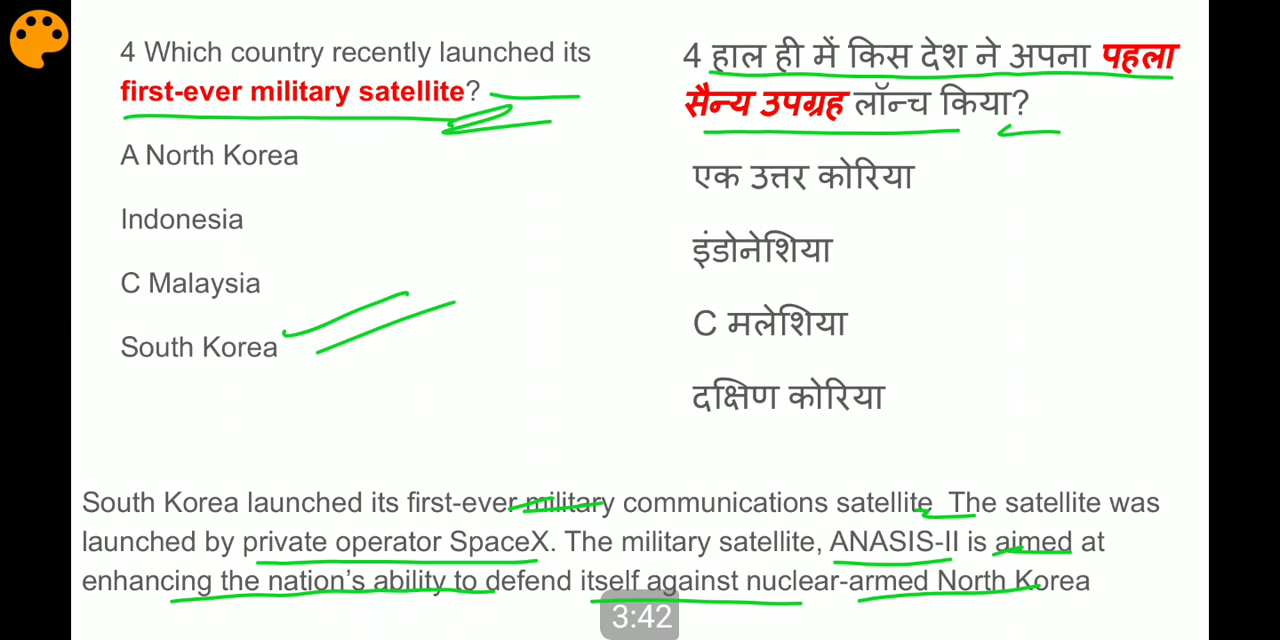 4 Which country recently launched its
first-ever military satellite?
A North Korea
Indonesia
C Malaysia
South Korea
4 हाल ही में किस देश ने अपना पहला
सैन्य उपग्रह लॉन्च किया?
एक उत्तर कोरिया
इंडोनेशिया
C मलेशिया
दक्षिण कोरिया
South Korea launched its first-ever military communications satellite The satellite was
launched by private operator SpaceX. The military satellite, ANASIS-II is aimed at
enhancing the nation's ability to defend itself against nuclear-armed North Korea
3:42